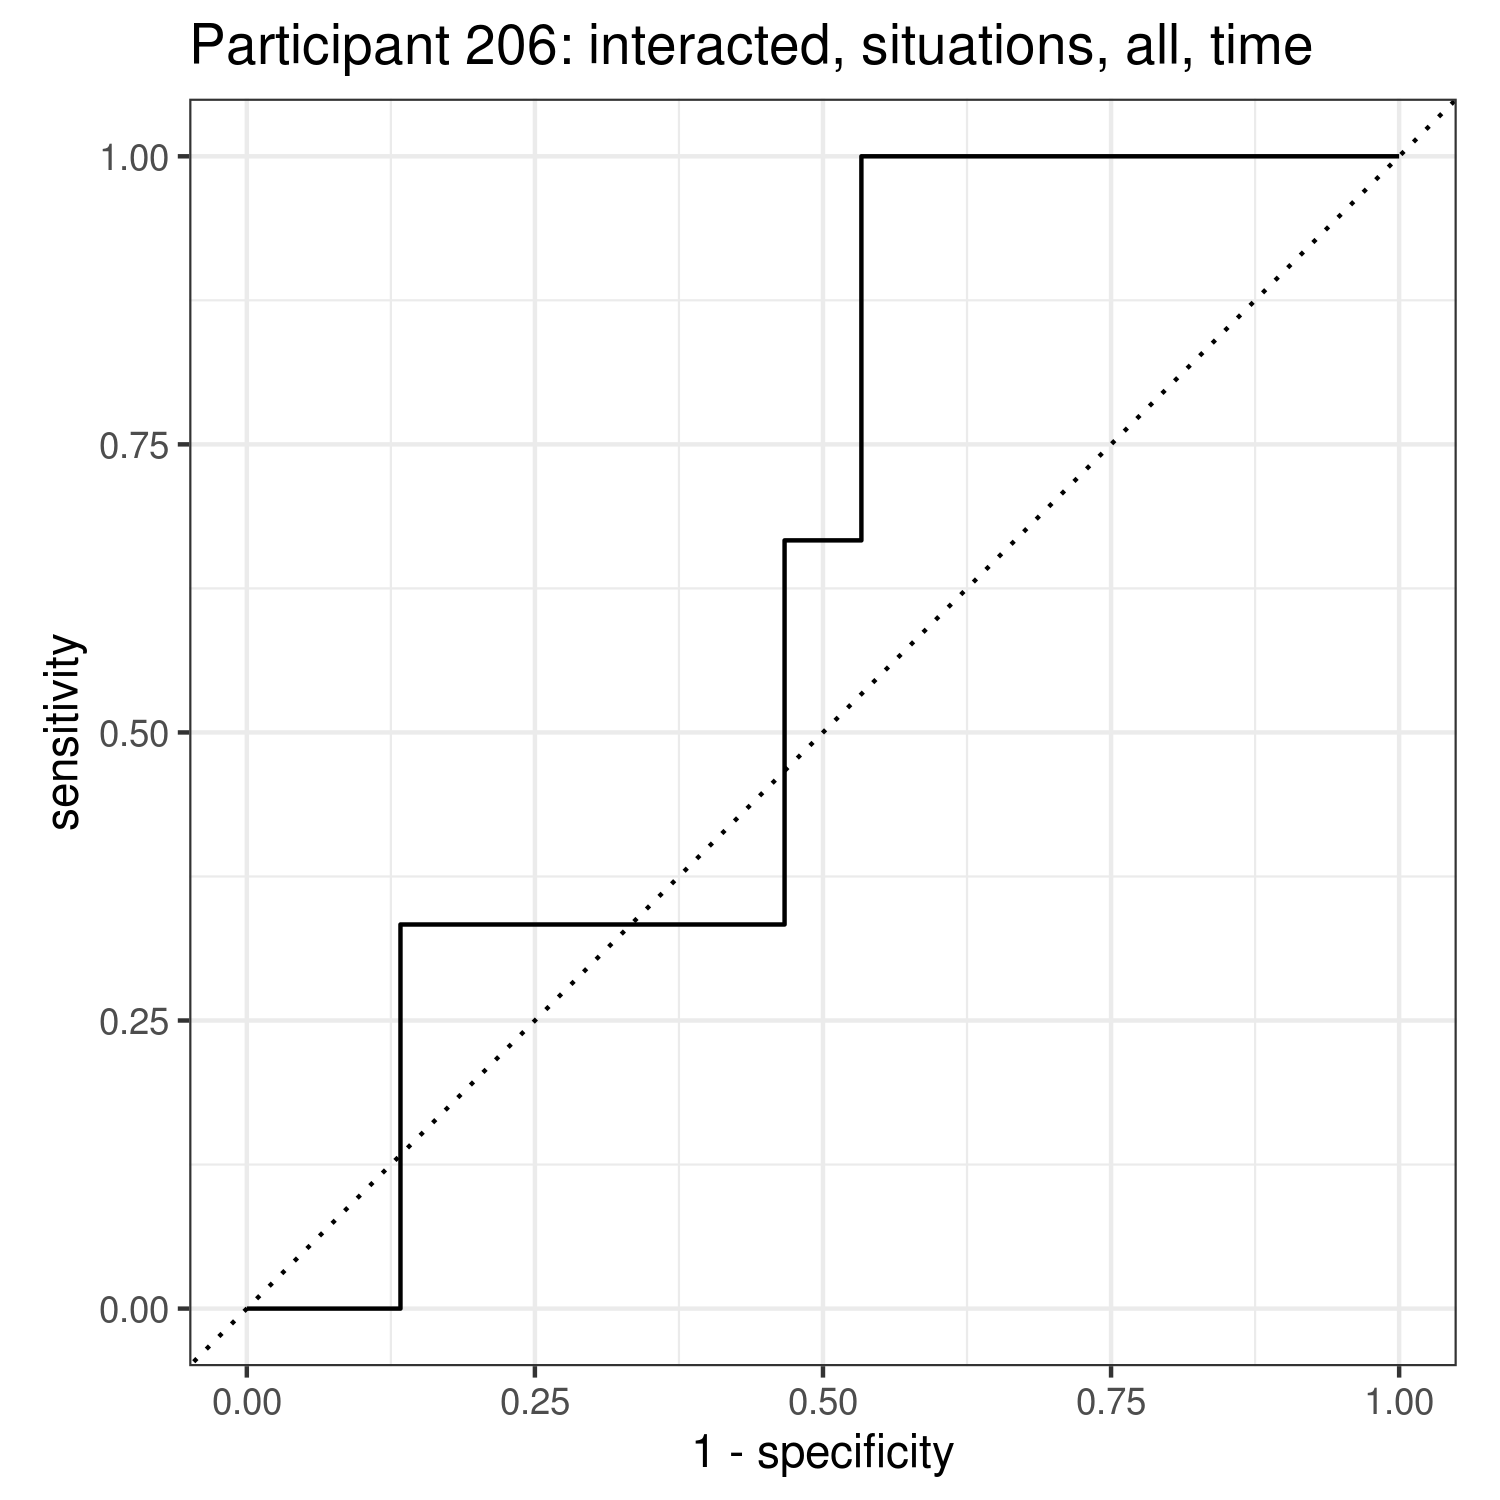 Participant 206: interacted, situations, all, time
1.00
0.75
0.50
0.25
0.00
sensitivity
0.00 0.25 0.50 0.75 1.00
1 - specificity